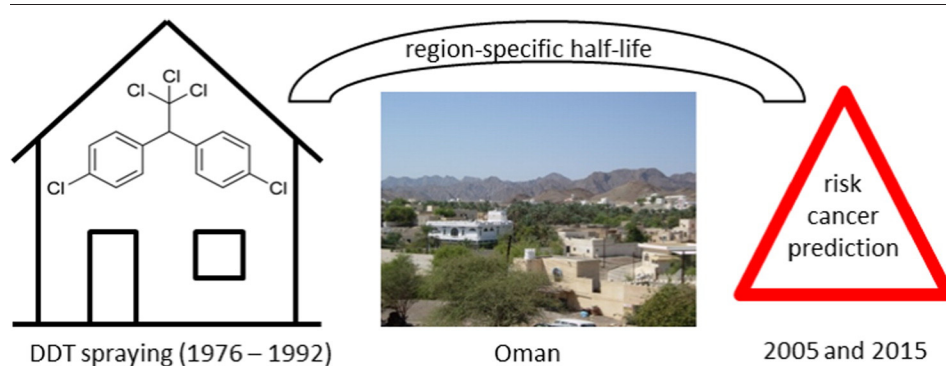 region-specific half-life
Cl
Cl
Cl
Cl
Cl
risk
cancer
prediction
DDT spraying (1976 – 1992)
Oman
2005 and 2015